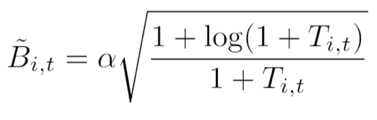 B̃_{i,t} = α√((1 + log(1 + T_{i,t}))/(1 + T_{i,t}))